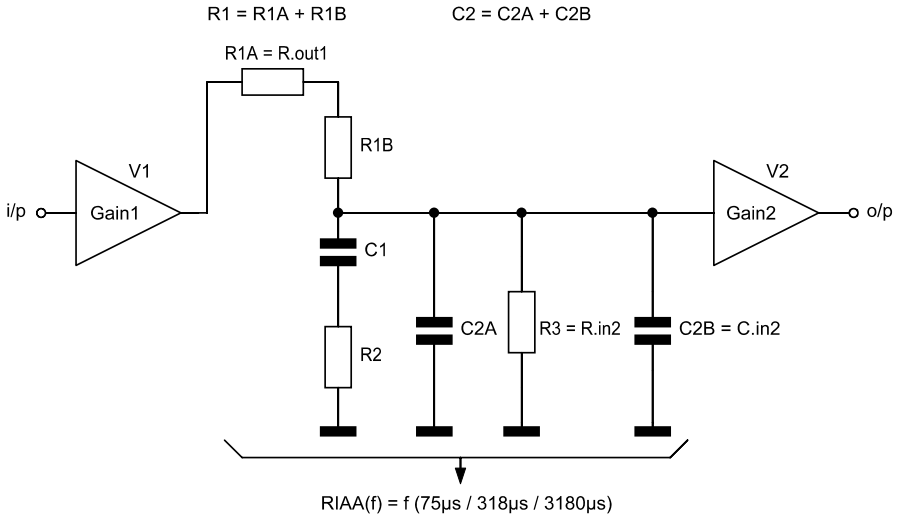 R1 = R1A + R1B
C2 = C2A + C2B
R1A = R.out1
R1B
V1
V2
i/p
Gain1
Gain2
o/p
C1
C2A
R3 = R.in2
C2B = C.in2
R2
RIAA(f) = f (75µs / 318µs / 3180µs)